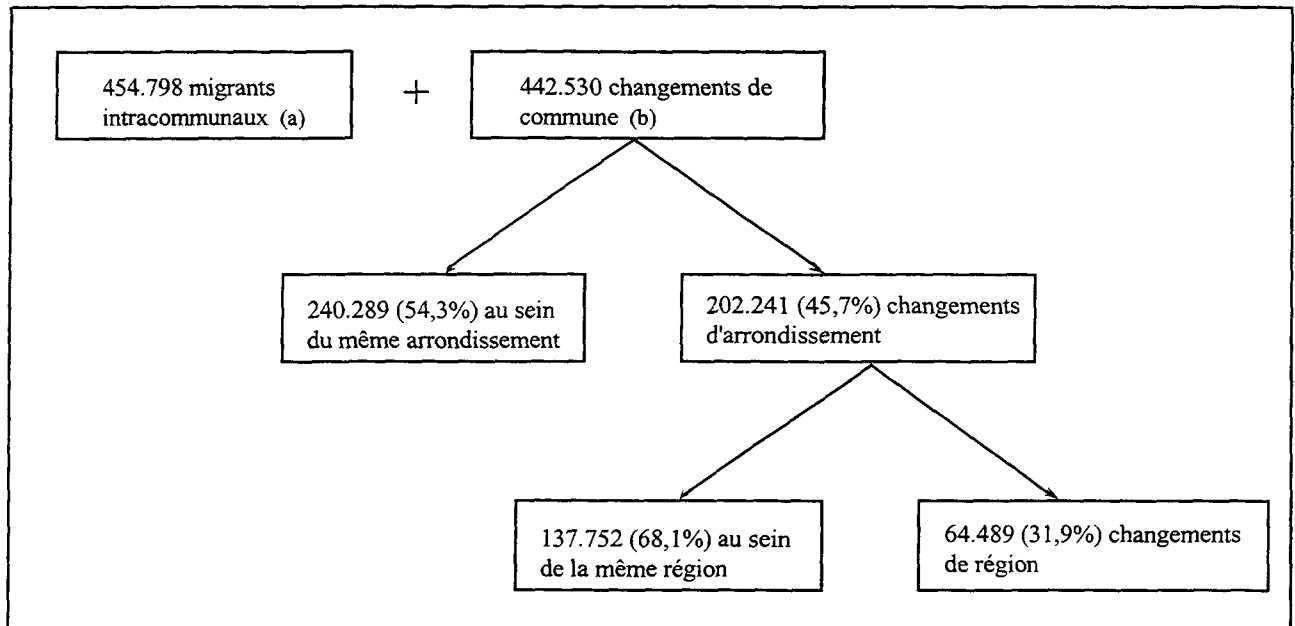 454.798 migrants
intracommunaux (a)
+
442.530 changements de
commune (b)
240.289 (54,3%) au sein
du même arrondissement
202.241 (45,7%) changements
d'arrondissement
137.752 (68,1%) au sein
de la même région
64.489 (31,9%) changements
de région